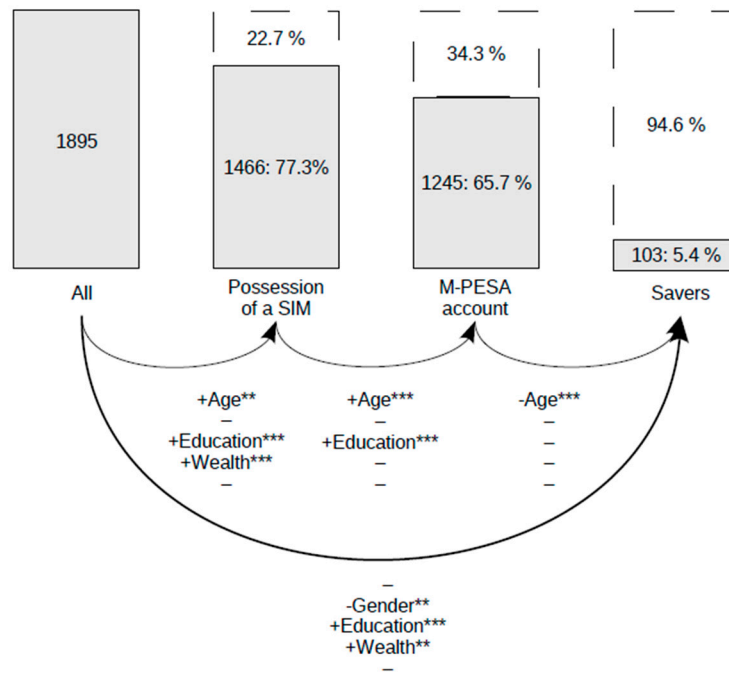 22.7 %
34.3 %
94.6 %
1895
1466: 77.3%
1245: 65.7 %
103: 5.4 %
All
Possession
of a SIM
M-PESA
account
Savers
+Age**
–
+Education***
+Wealth***
–
+Age***
–
+Education***
–
–
-Age***
–
–
–
–
–
-Gender**
+Education***
+Wealth**
–